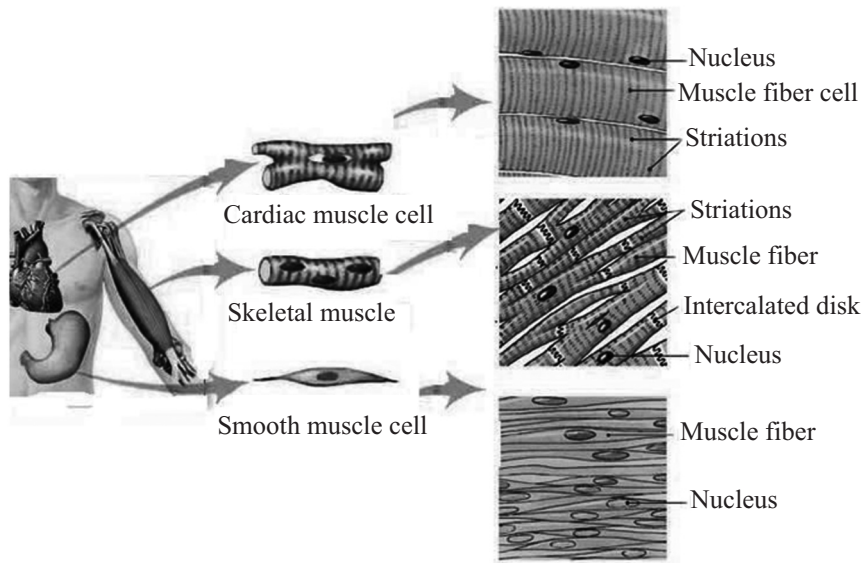 Nucleus
Muscle fiber cell
Striations
Cardiac muscle cell
Striations
Muscle fiber
Skeletal muscle
Intercalated disk
Nucleus
Smooth muscle cell
Muscle fiber
Nucleus